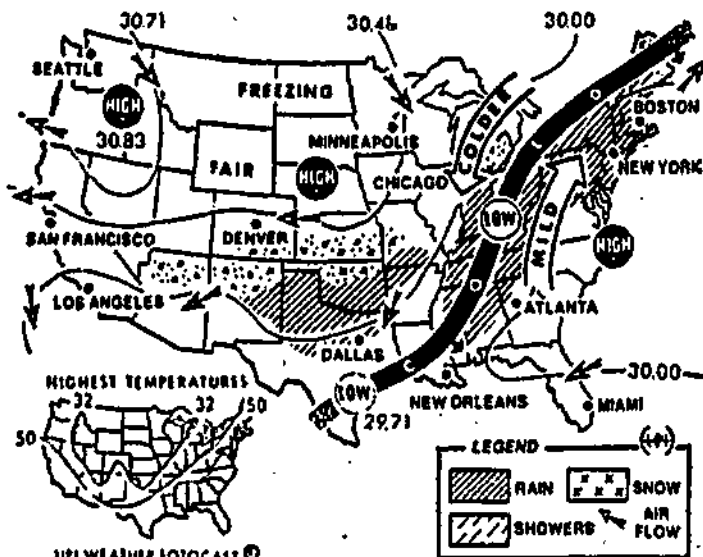 30.71
30.46
30.00
SEATTLE
FREEZING
HIGH
30.83
MINNEAPOLIS
COLDER
BOSTON
NEW YORK
FAIR
HIGH
CHICAGO
LOW
MILD
HIGH
SAN FRANCISCO
DENVER
LOS ANGELES
ATLANTA
DALLAS
30.00
HIGHEST TEMPERATURES
LOW
NEW ORLEANS
MIAMI
29.71
32
32
50
50
LEGEND
UPI
RAIN
SNOW
SHOWERS
AIR
FLOW
UPI WEATHER FOTOCAST ©